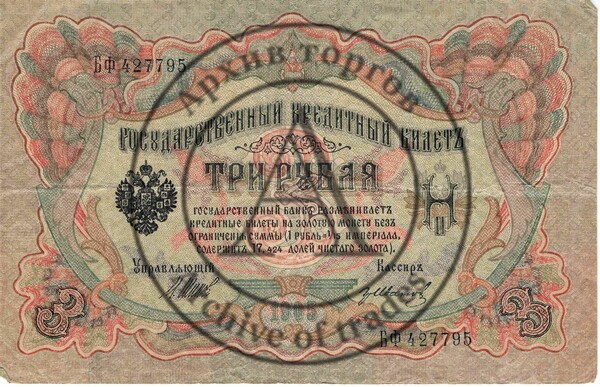 БФ 427795
Архив торгов
ГОСУДАРСТВЕННЫЙ КРЕДИТНЫЙ БИЛЕТЪ
ТРИ РУБЛЯ
ГОСУДАРСТВЕННЫЙ БАНКЪ РАЗМѢНИВАЕТЪ
КРЕДИТНЫЕ БИЛЕТЫ НА ЗОЛОТУЮ МОНЕТУ БЕЗЪ
ОГРАНИЧЕНІЯ СУММЫ (1 РУБЛЬ=1/15 ИМПЕРІАЛА,
СОДЕРЖИТЪ 17,424 ДОЛЕЙ ЧИСТАГО ЗОЛОТА).
Н II
Управляющій Кассиръ
3 1905 3
chive of trades
БФ 427795